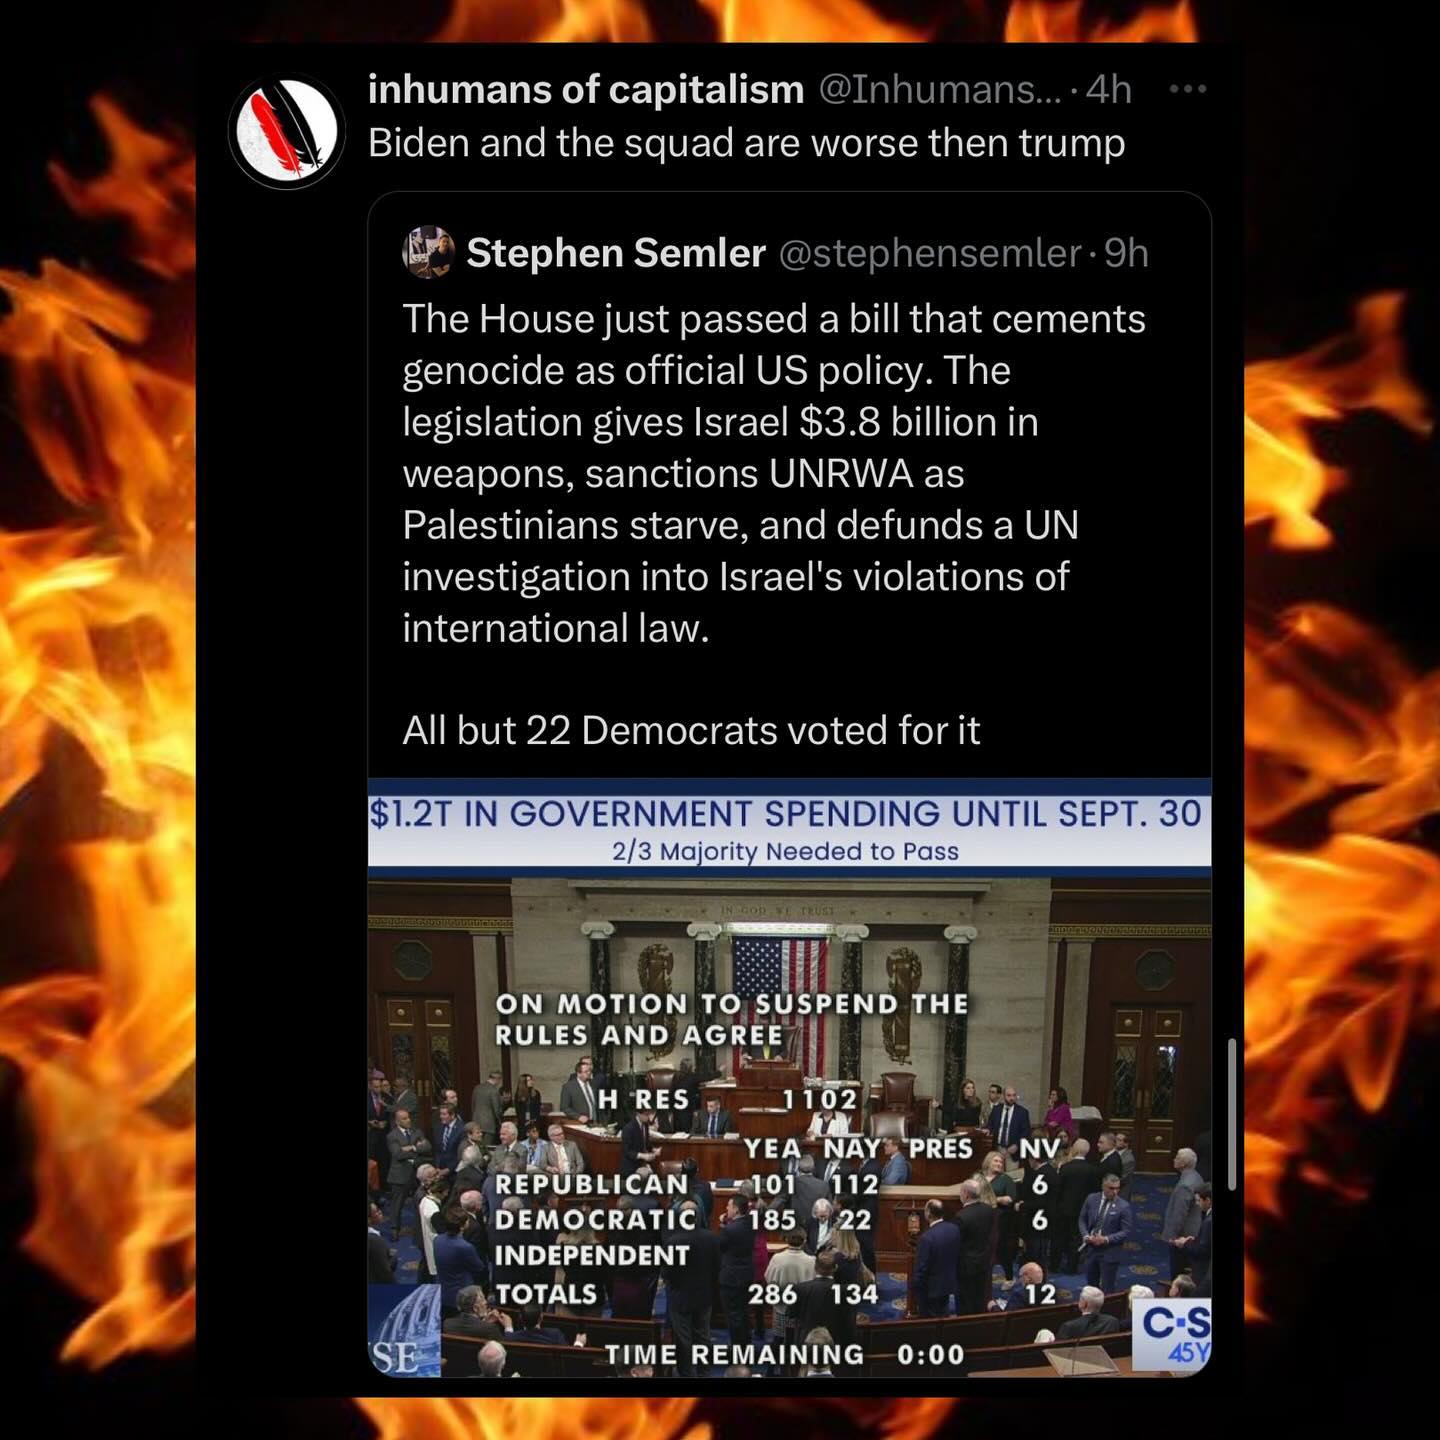 inhumans of capitalism @Inhumans... · 4h ...
Biden and the squad are worse then trump
Stephen Semler @stephensemler · 9h
The House just passed a bill that cements
genocide as official US policy. The
legislation gives Israel $3.8 billion in
weapons, sanctions UNRWA as
Palestinians starve, and defunds a UN
investigation into Israel's violations of
international law.
All but 22 Democrats voted for it
$1.2T IN GOVERNMENT SPENDING UNTIL SEPT. 30
2/3 Majority Needed to Pass
IN GOD WE TRUST
ON MOTION TO SUSPEND THE
RULES AND AGREE
H RES 1102
YEA NAY PRES NV
REPUBLICAN 101 112 6
DEMOCRATIC 185 22 6
INDEPENDENT
TOTALS 286 134 12
TIME REMAINING 0:00
SE
C-S
45Y